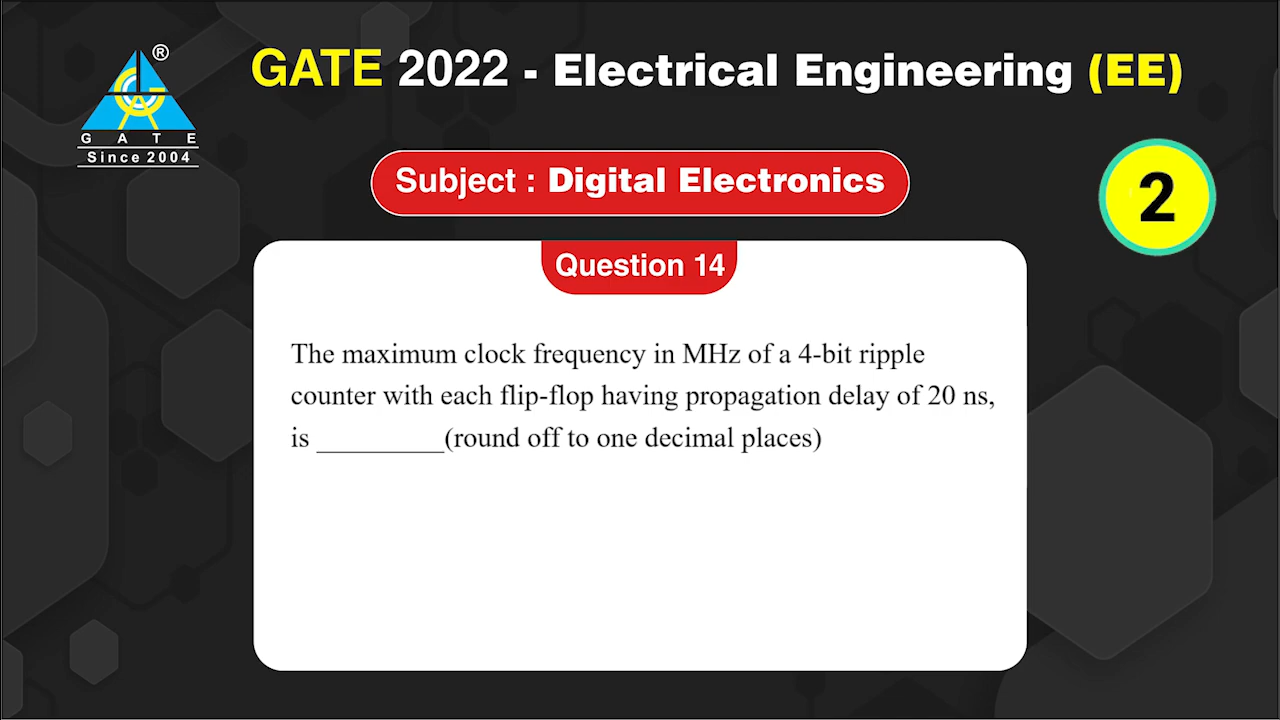 ®
GATE 2022 - Electrical Engineering (EE)
G A T E
Since 2004
Subject : Digital Electronics
2
Question 14
The maximum clock frequency in MHz of a 4-bit ripple
counter with each flip-flop having propagation delay of 20 ns,
is _________(round off to one decimal places)